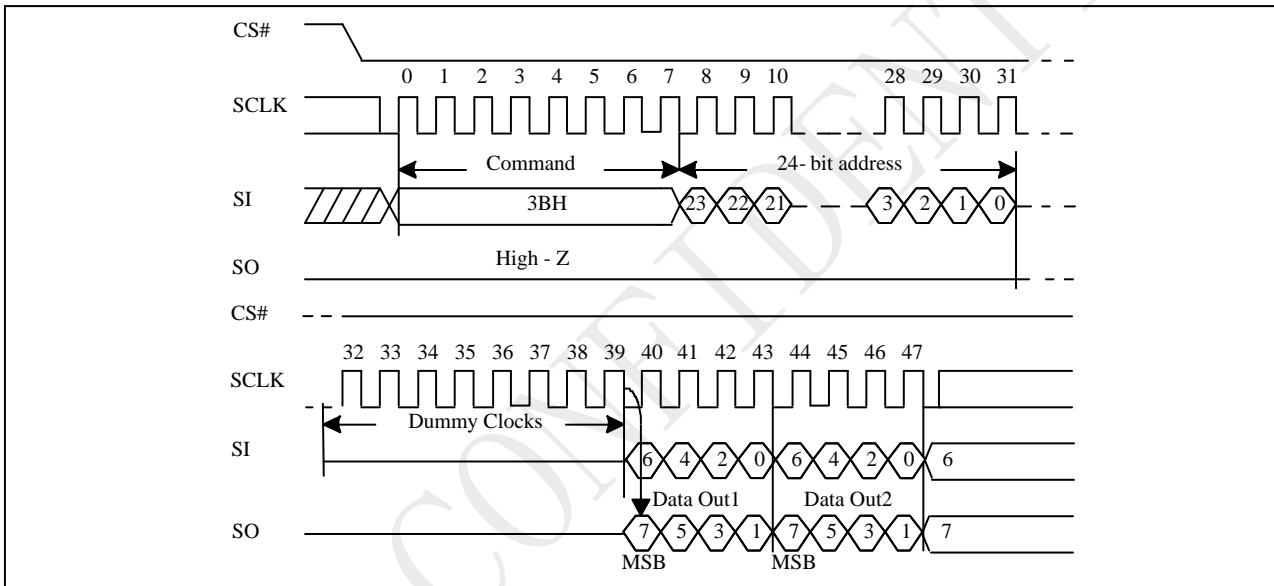 CS#
0 1 2 3 4 5 6 7 8 9 10 28 29 30 31
SCLK
Command 24- bit address
SI 3BH 23 22 21 3 2 1 0
High - Z
SO
CS#
32 33 34 35 36 37 38 39 40 41 42 43 44 45 46 47
SCLK
Dummy Clocks
SI 6 4 2 0 6 4 2 0 6
Data Out1 Data Out2
SO 7 5 3 1 7 5 3 1 7
MSB MSB
CONFIDENT